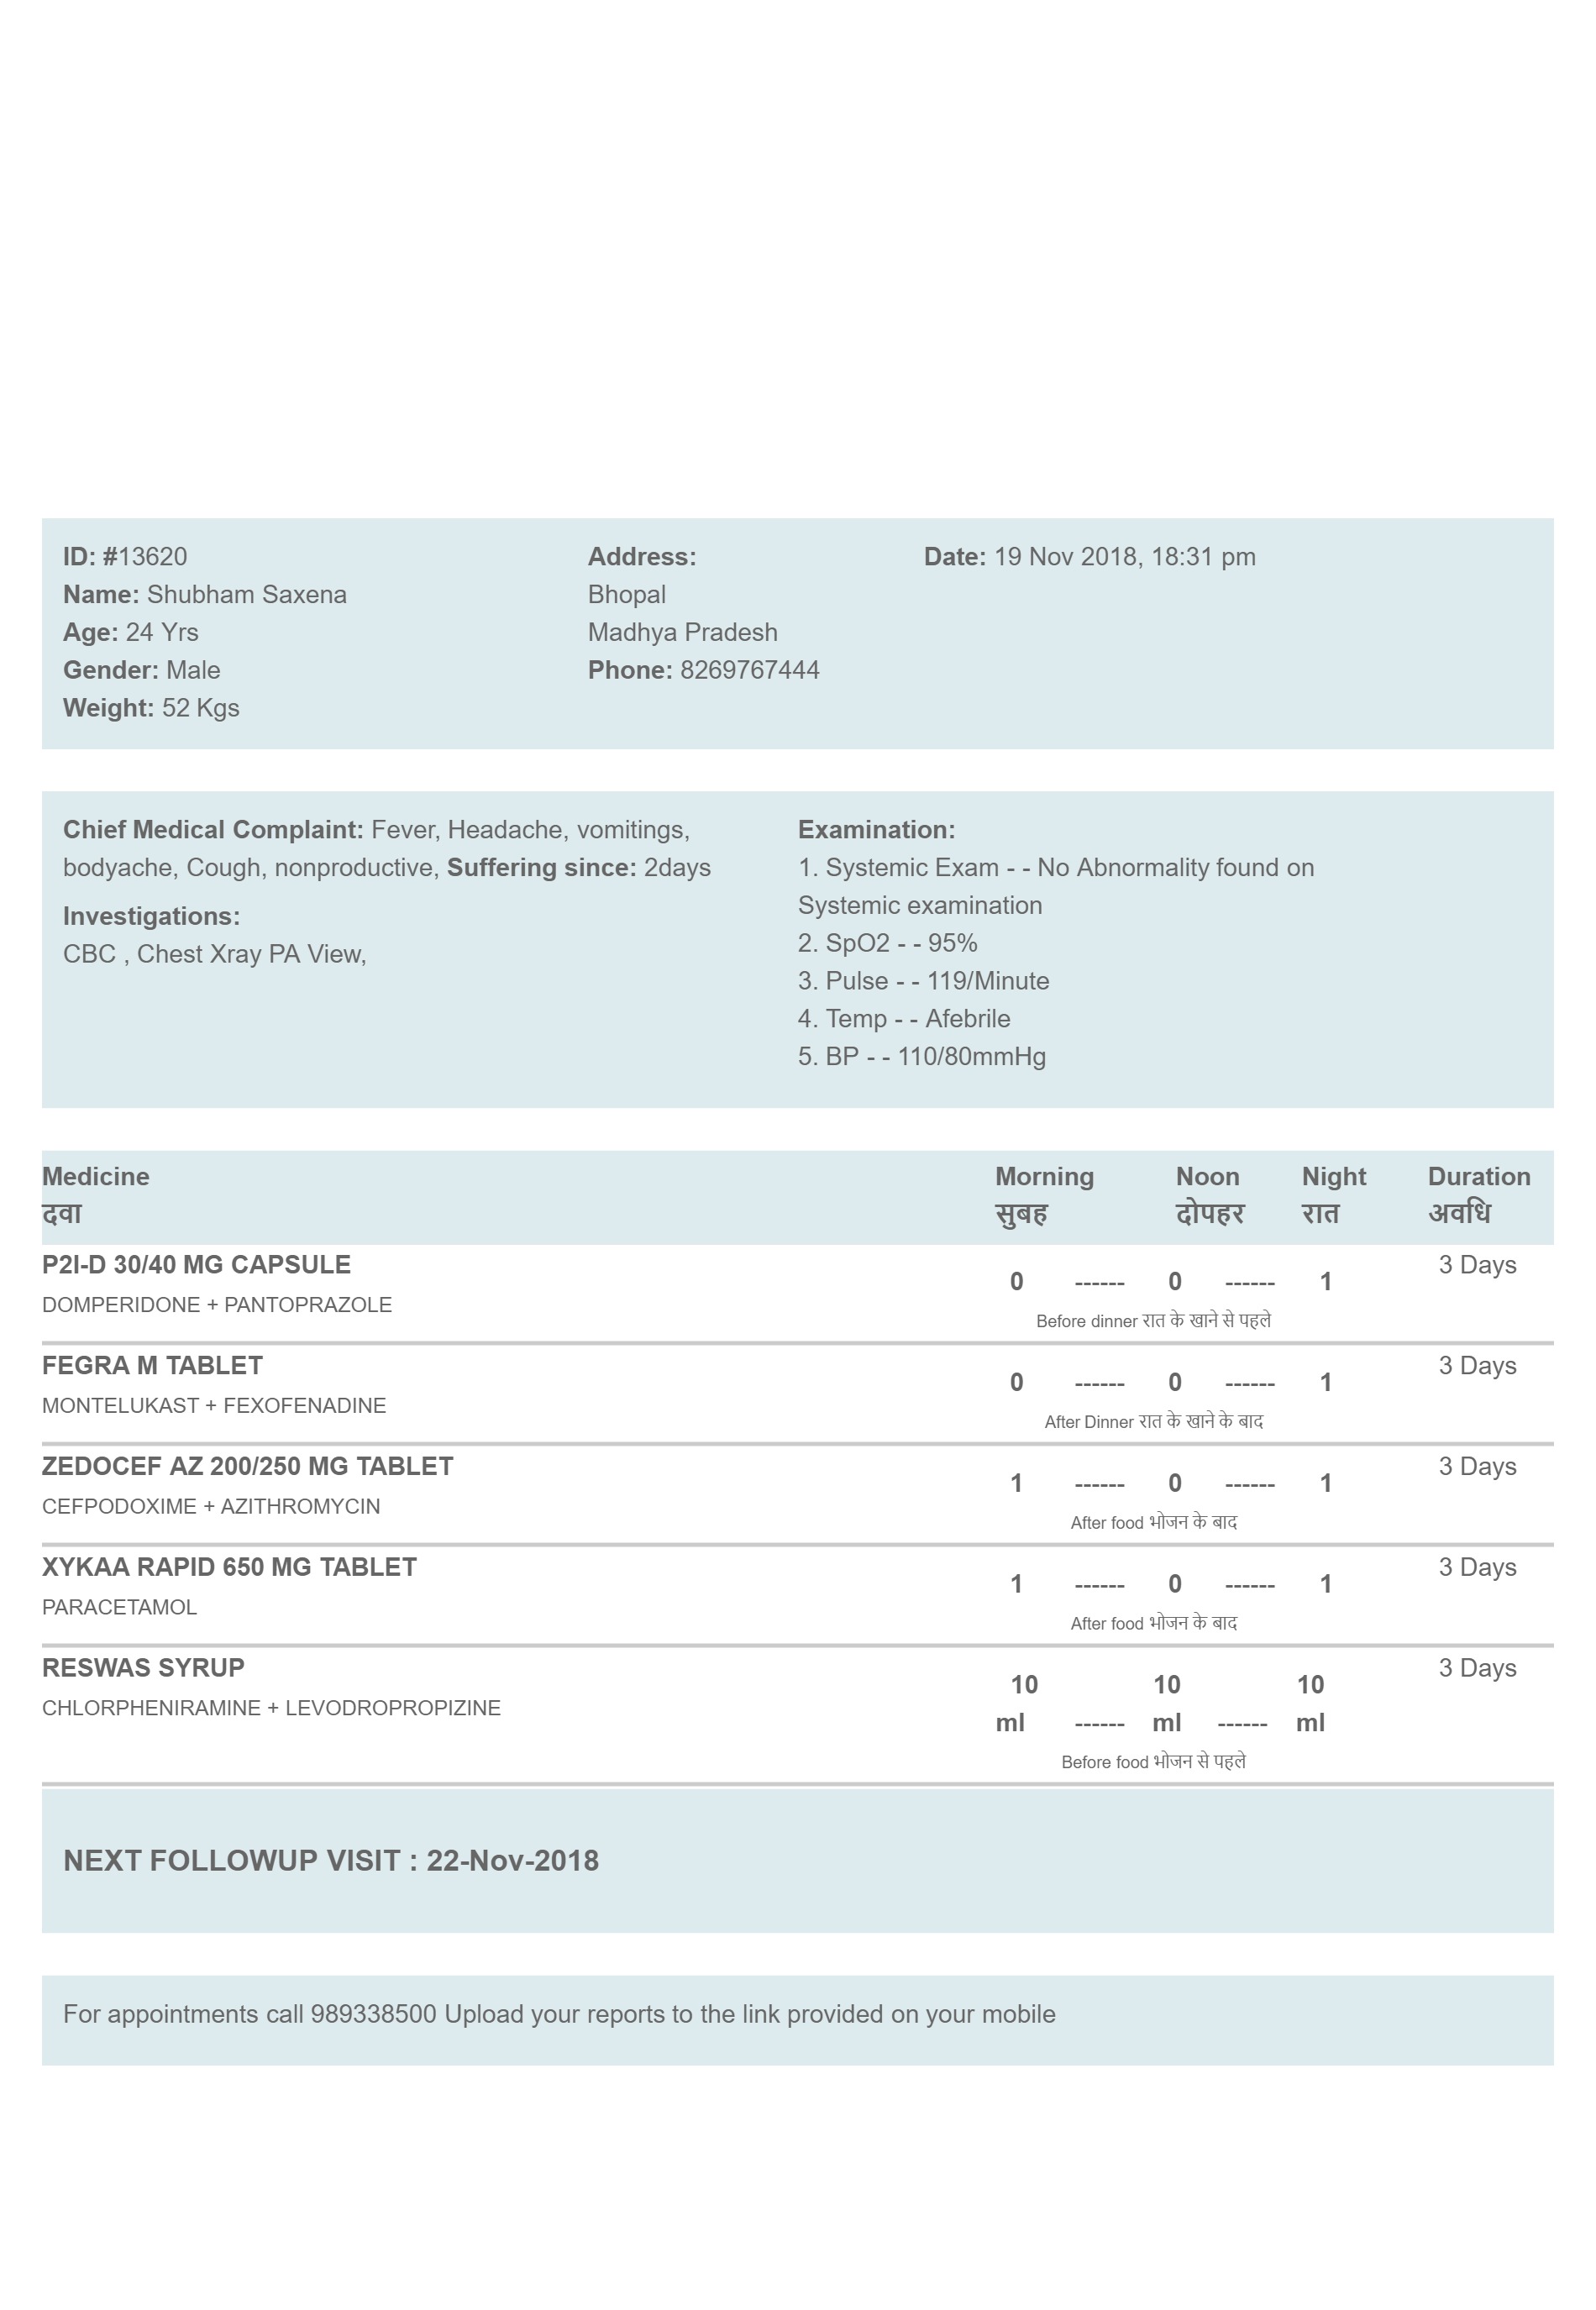 ID: #13620
Name: Shubham Saxena
Age: 24 Yrs
Gender: Male
Weight: 52 Kgs
Address:
Bhopal
Madhya Pradesh
Phone: 8269767444
Date: 19 Nov 2018, 18:31 pm
Chief Medical Complaint: Fever, Headache, vomitings,
bodyache, Cough, nonproductive, Suffering since: 2days
Investigations:
CBC , Chest Xray PA View,
Examination:
1. Systemic Exam - - No Abnormality found on
Systemic examination
2. SpO2 - - 95%
3. Pulse - - 119/Minute
4. Temp - - Afebrile
5. BP - - 110/80mmHg
Medicine Morning Noon Night Duration
दवा सुबह दोपहर रात अवधि
P2I-D 30/40 MG CAPSULE 3 Days
0 ------ 0 ------ 1
DOMPERIDONE + PANTOPRAZOLE
Before dinner रात के खाने से पहले
FEGRA M TABLET 3 Days
0 ------ 0 ------ 1
MONTELUKAST + FEXOFENADINE
After Dinner रात के खाने के बाद
ZEDOCEF AZ 200/250 MG TABLET 3 Days
1 ------ 0 ------ 1
CEFPODOXIME + AZITHROMYCIN
After food भोजन के बाद
XYKAA RAPID 650 MG TABLET 3 Days
1 ------ 0 ------ 1
PARACETAMOL
After food भोजन के बाद
RESWAS SYRUP 3 Days
10 10 10
CHLORPHENIRAMINE + LEVODROPROPIZINE
ml ------ ml ------ ml
Before food भोजन से पहले
NEXT FOLLOWUP VISIT : 22-Nov-2018
For appointments call 989338500 Upload your reports to the link provided on your mobile